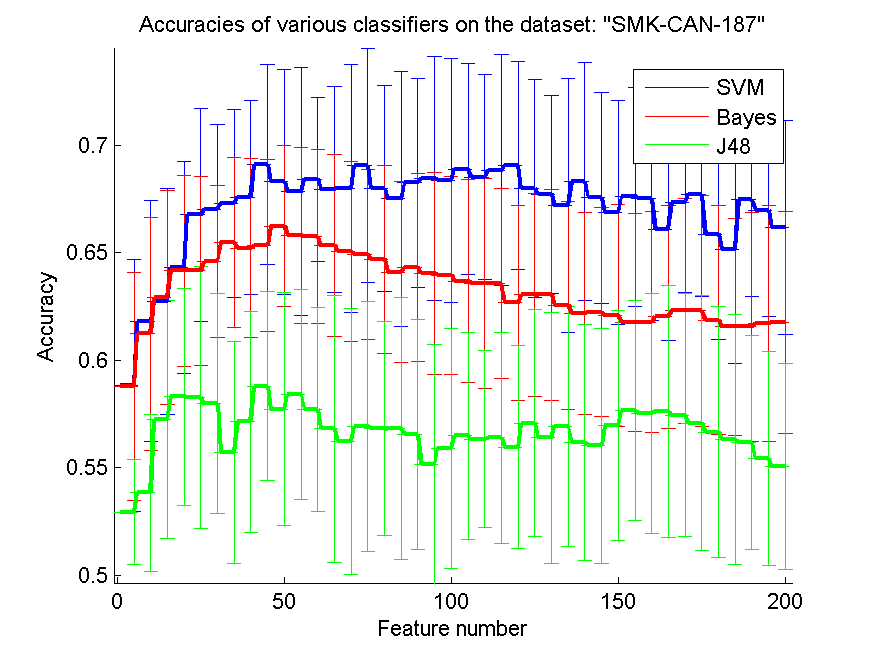 Accuracies of various classifiers on the dataset: "SMK-CAN-187"
SVM
Bayes
J48
0.7
0.65
0.6
0.55
0.5
Accuracy
0 50 100 150 200
Feature number